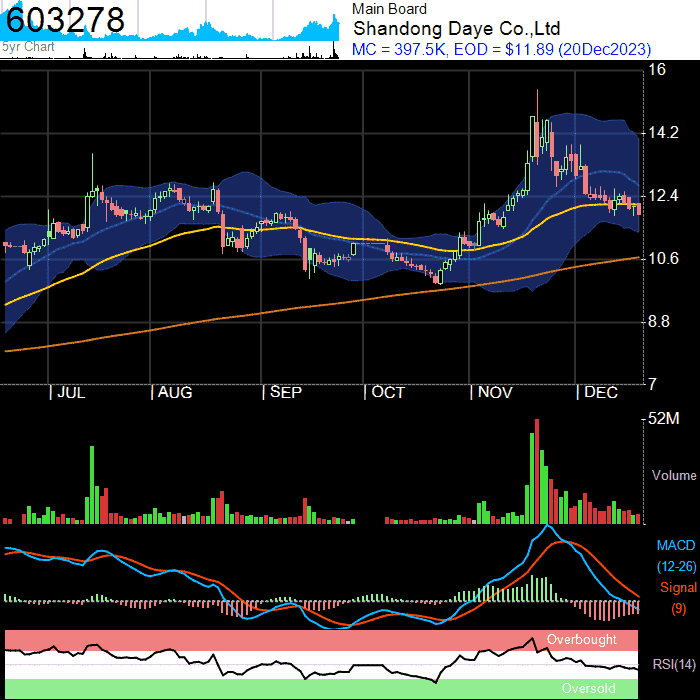 603278
5yr Chart
Main Board
Shandong Daye Co.,Ltd
MC = 397.5K, EOD = $11.89 (20Dec2023)
16
14.2
12.4
10.6
8.8
7
JUL AUG SEP OCT NOV DEC
52M
Volume
MACD
(12-26)
Signal
(9)
Overbought
RSI(14)
Oversold